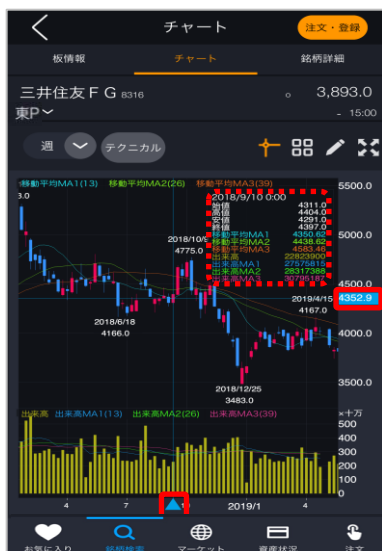 チャート
注文・登録
板情報 チャート 銘柄詳細
三井住友ＦＧ 8316 。 3,893.0
東P - 15:00
週 テクニカル
移動平均MA1(13) 移動平均MA2(26) 移動平均MA3(39)
5500.0
3.0
2018/9/10 0:00
始値 4311.0
高値 4404.0
安値 4291.0
終値 4397.0
移動平均MA1 4350.62
移動平均MA2 4438.62
移動平均MA3 4583.46
出来高 22823900
出来高MA1 27575815
出来高MA2 28317388
出来高MA3 30795187
5000.0
2018/10/9
4775.0
4500.0
2019/4/15
4167.0
4352.9
2018/6/18
4166.0
4000.0
3500.0
2018/12/25
3483.0
出来高 出来高MA1(13) 出来高MA2(26) 出来高MA3(39)
×十万
500
400
300
200
100
0
4 7 2019/1 4
お気に入り 銘柄検索 マーケット 資産状況 注文